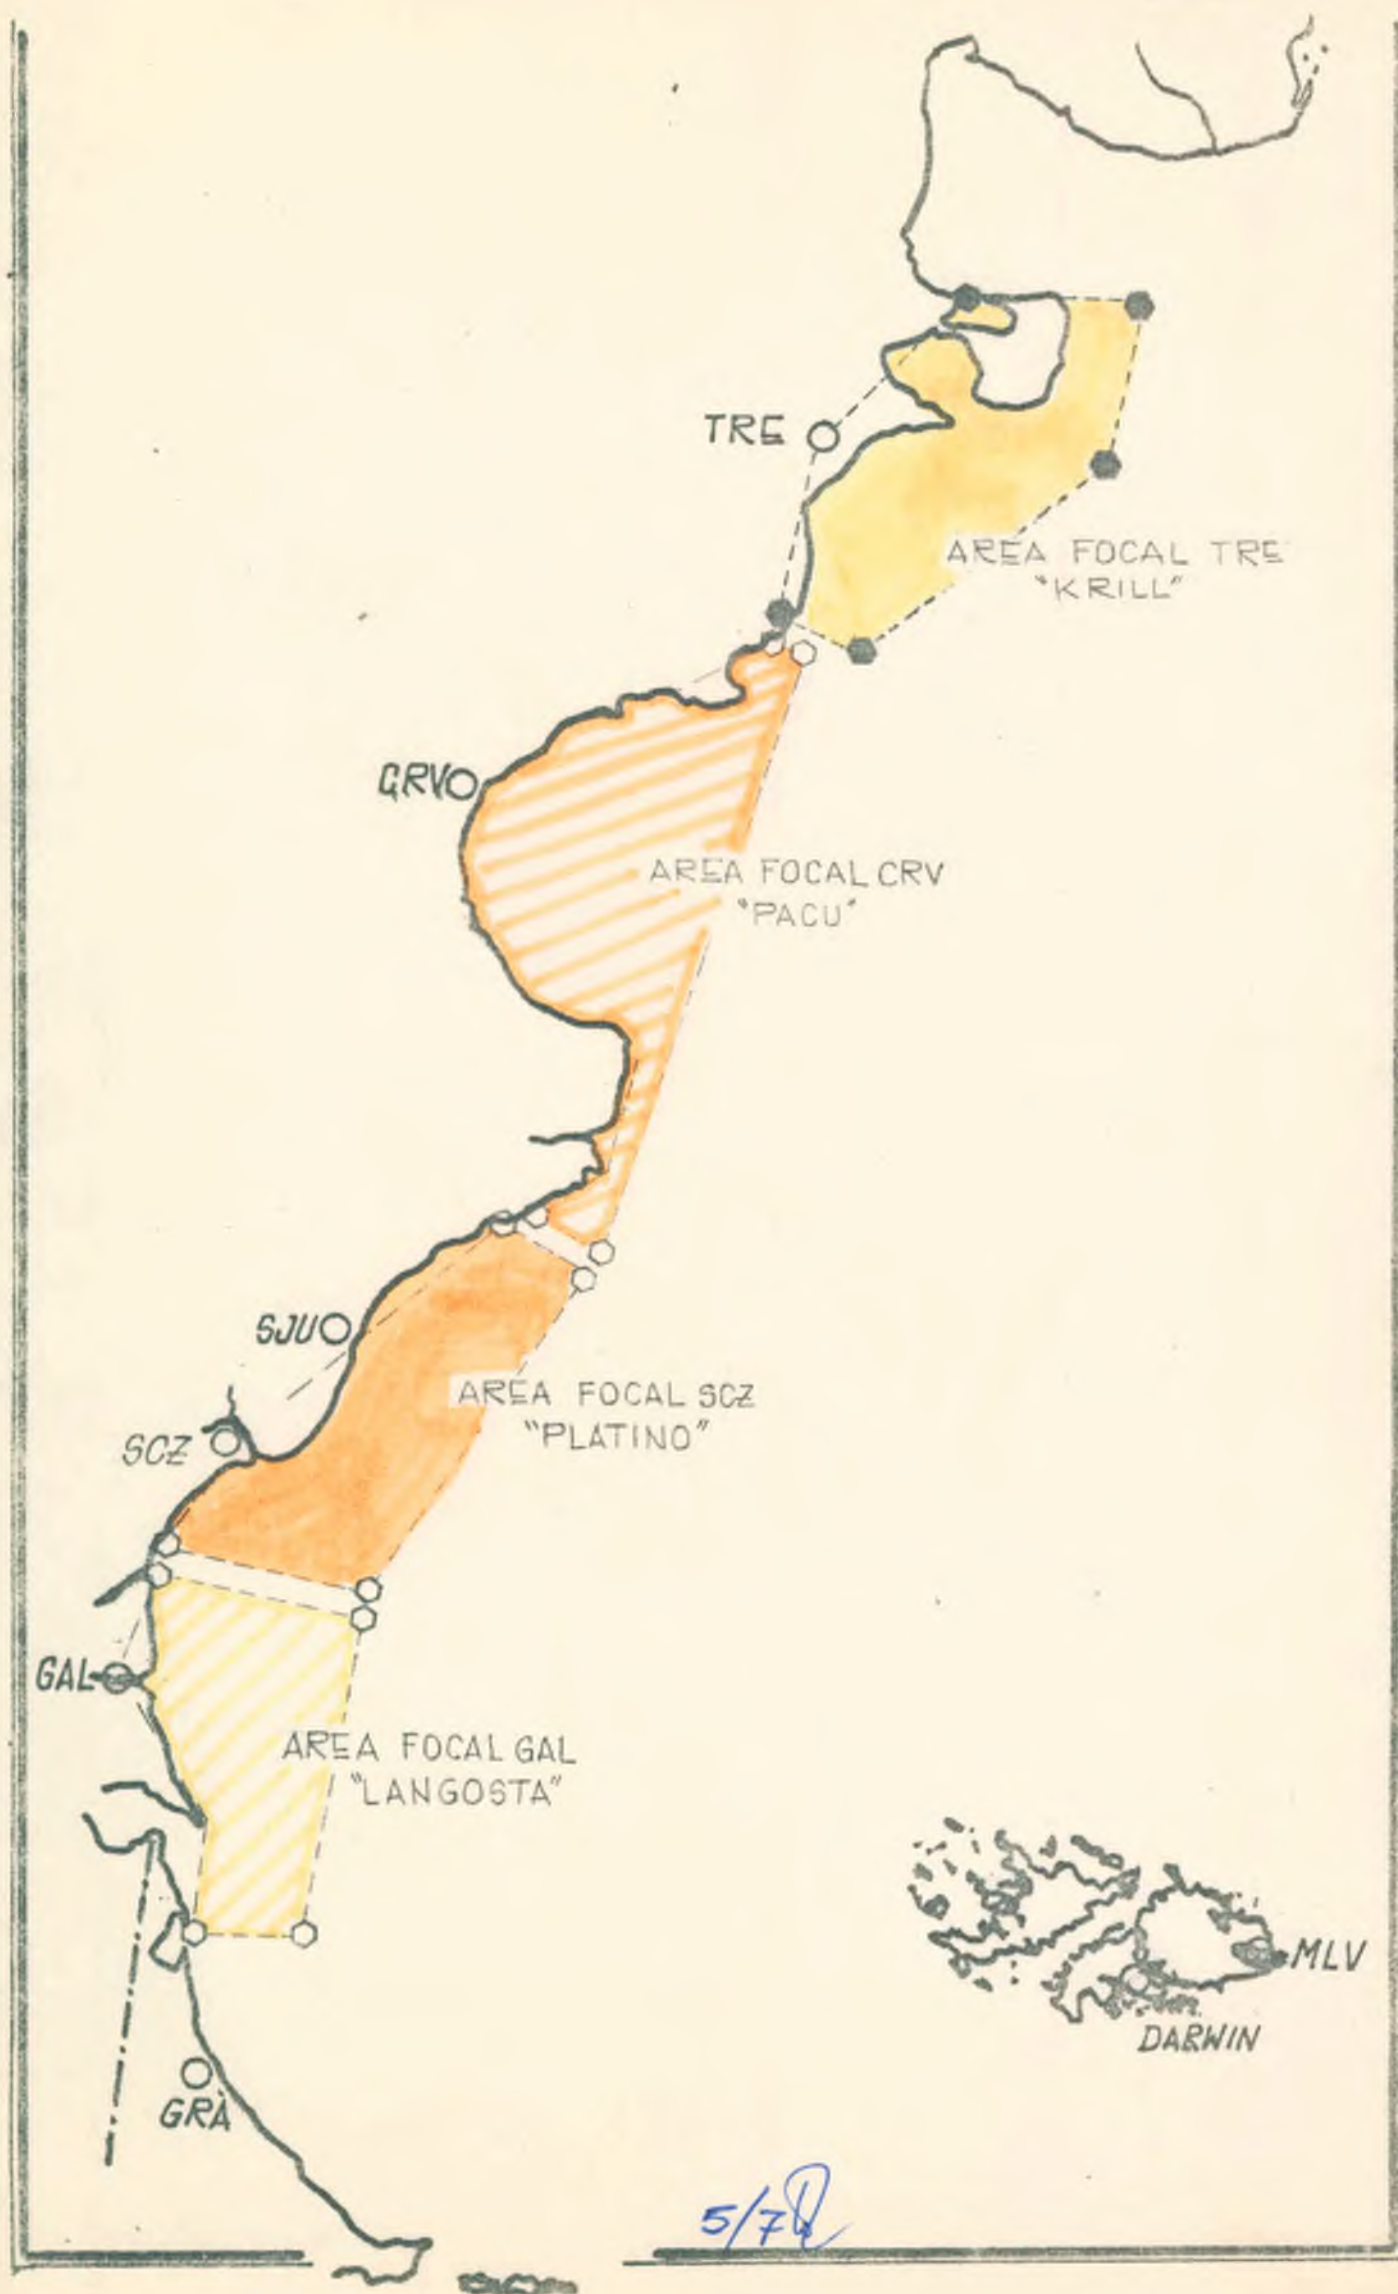 TRE
AREA FOCAL TRE
"KRILL"
CRV
AREA FOCAL CRV
"PACU"
SJU
AREA FOCAL SCZ
"PLATINO"
SCZ
GAL
AREA FOCAL GAL
"LANGOSTA"
MLV
DARWIN
GRA
5/7